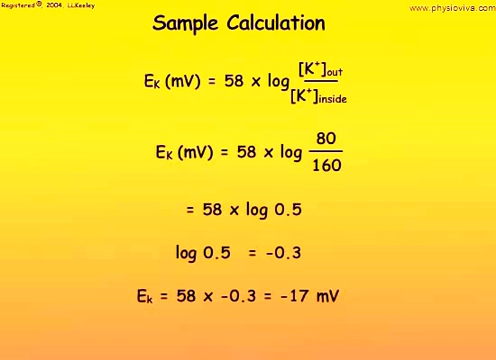 Registered® 2004, LLKeeley
www.physioviva.com
Sample Calculation
EK (mV) = 58 x log [K+]out / [K+]inside
EK (mV) = 58 x log 80 / 160
= 58 x log 0.5
log 0.5 = -0.3
Ek = 58 x -0.3 = -17 mV